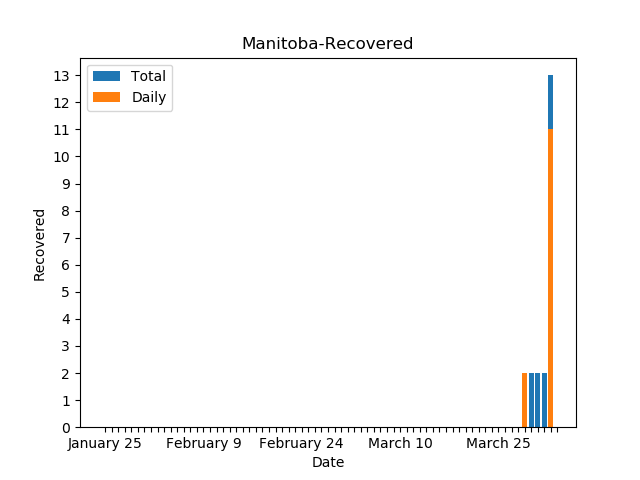 Manitoba-Recovered
Total
Daily
13
12
11
10
9
8
7
6
5
4
3
2
1
0
Recovered
January 25
February 9
February 24
March 10
March 25
Date